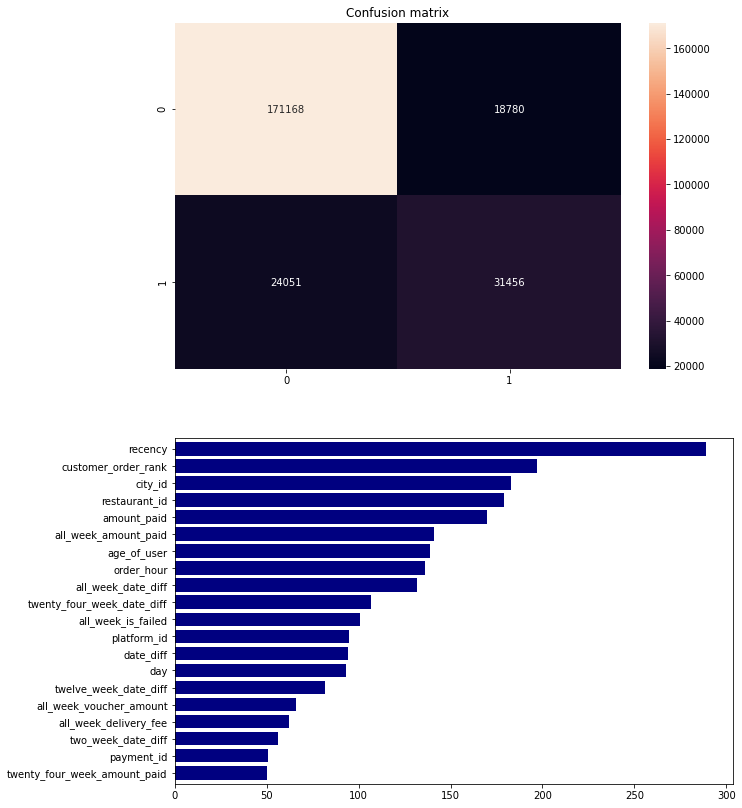 Confusion matrix
0
171168
18780
1
24051
31456
0
1
160000
140000
120000
100000
80000
60000
40000
20000
recency
customer_order_rank
city_id
restaurant_id
amount_paid
all_week_amount_paid
age_of_user
order_hour
all_week_date_diff
twenty_four_week_date_diff
all_week_is_failed
platform_id
date_diff
day
twelve_week_date_diff
all_week_voucher_amount
all_week_delivery_fee
two_week_date_diff
payment_id
twenty_four_week_amount_paid
0
50
100
150
200
250
300